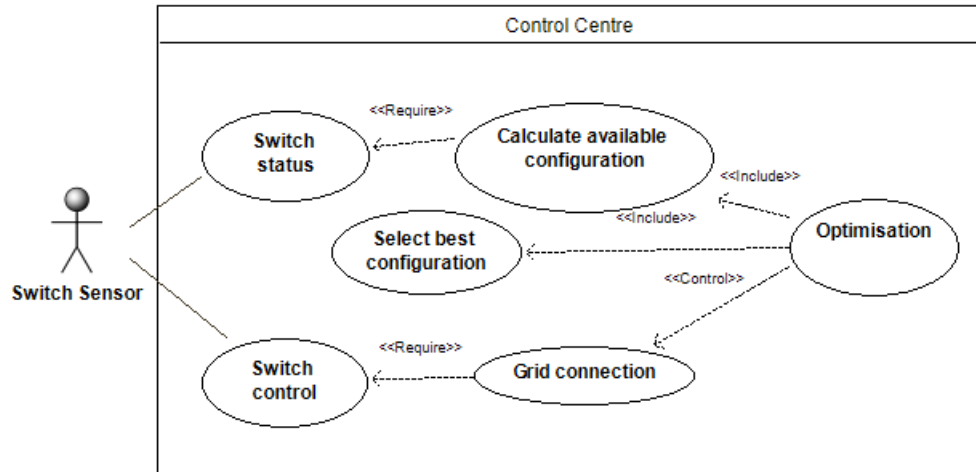 Control Centre
<<Require>>
Switch
status
Calculate available
configuration
<<Include>>
<<Include>>
Select best
configuration
Optimisation
<<Control>>
Switch Sensor
<<Require>>
Switch
control
Grid connection